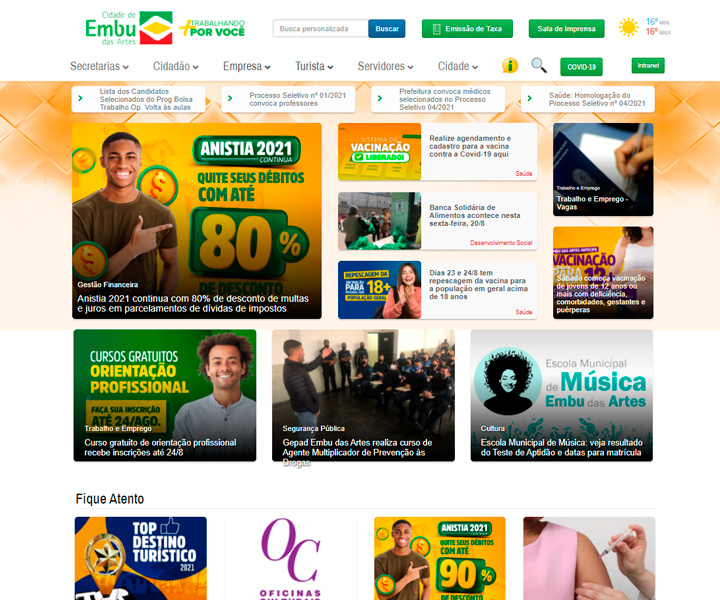 Cidade de
Embu
das Artes
+TRABALHANDO
POR VOCÊ
Busca personalizada
Buscar
Emissão de Taxa
Sala de Imprensa
16º MIN
16º MAX
Secretarias
Cidadão
Empresa
Turista
Servidores
Cidade
i
COVID-19
Intranet
Lista dos Candidatos
Selecionados do Prog Bolsa
Trabalho Op. Volta às aulas
Processo Seletivo nº 01/2021
convoca professores
Prefeitura convoca médicos
selecionados no Processo
Seletivo 04/2021
Saúde: Homologação do
Processo Seletivo nº 04/2021
ANISTIA 2021
CONTINUA
QUITE SEUS DÉBITOS
COM ATÉ
80%
DE DESCONTO
Gestão Financeira
Anistia 2021 continua com 80% de desconto de multas
e juros em parcelamentos de dívidas de impostos
SISTEMA DE
VACINAÇÃO
LIBERADO!
Realize agendamento e
cadastro para a vacina
contra a Covid-19 aqui
Saúde
Banca Solidária de
Alimentos acontece nesta
sexta-feira, 20/8
Desenvolvimento Social
REPESCAGEM DA
18+
POPULAÇÃO GERAL
Dias 23 e 24/8 tem
repescagem da vacina para
a população em geral acima
de 18 anos
Saúde
Trabalho e Emprego
Trabalho e Emprego -
Vagas
VACINAÇÃO
PARA
12+
Sábado começa vacinação
de jovens de 12 anos ou
mais com deficiência,
comorbidades, gestantes e
puérperas
CURSOS GRATUITOS
ORIENTAÇÃO
PROFISSIONAL
FAÇA SUA INSCRIÇÃO
ATÉ 24/AGO.
Trabalho e Emprego
Curso gratuito de orientação profissional
recebe inscrições até 24/8
Segurança Pública
Gepad Embu das Artes realiza curso de
Agente Multiplicador de Prevenção às
Drogas
Escola Municipal
de Música
Embu das Artes
Cultura
Escola Municipal de Música: veja resultado
do Teste de Aptidão e datas para matrícula
Fique Atento
TOP
DESTINO
TURÍSTICO
2021
OC
OFICINAS
CULTURAIS
ANISTIA 2021
CONTINUA
QUITE SEUS DÉBITOS
COM ATÉ
90%